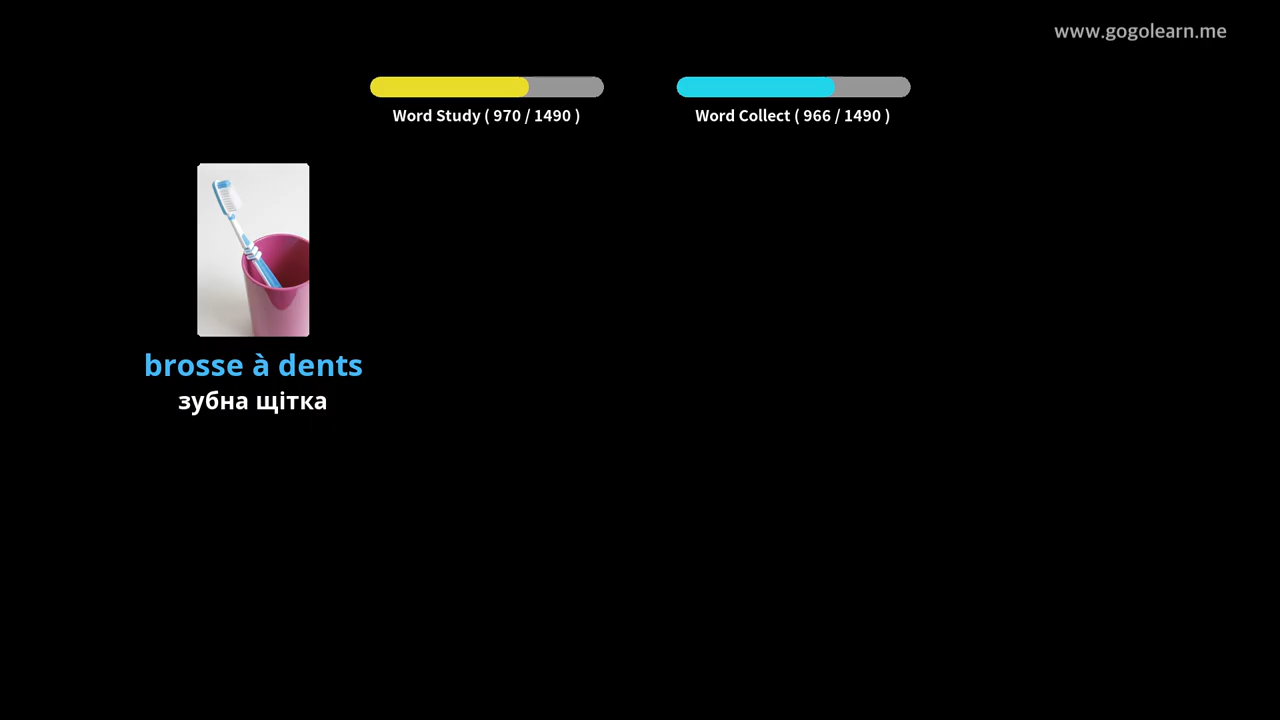 www.gogolearn.me
Word Study ( 970 / 1490 )
Word Collect ( 966 / 1490 )
brosse à dents
зубна щітка